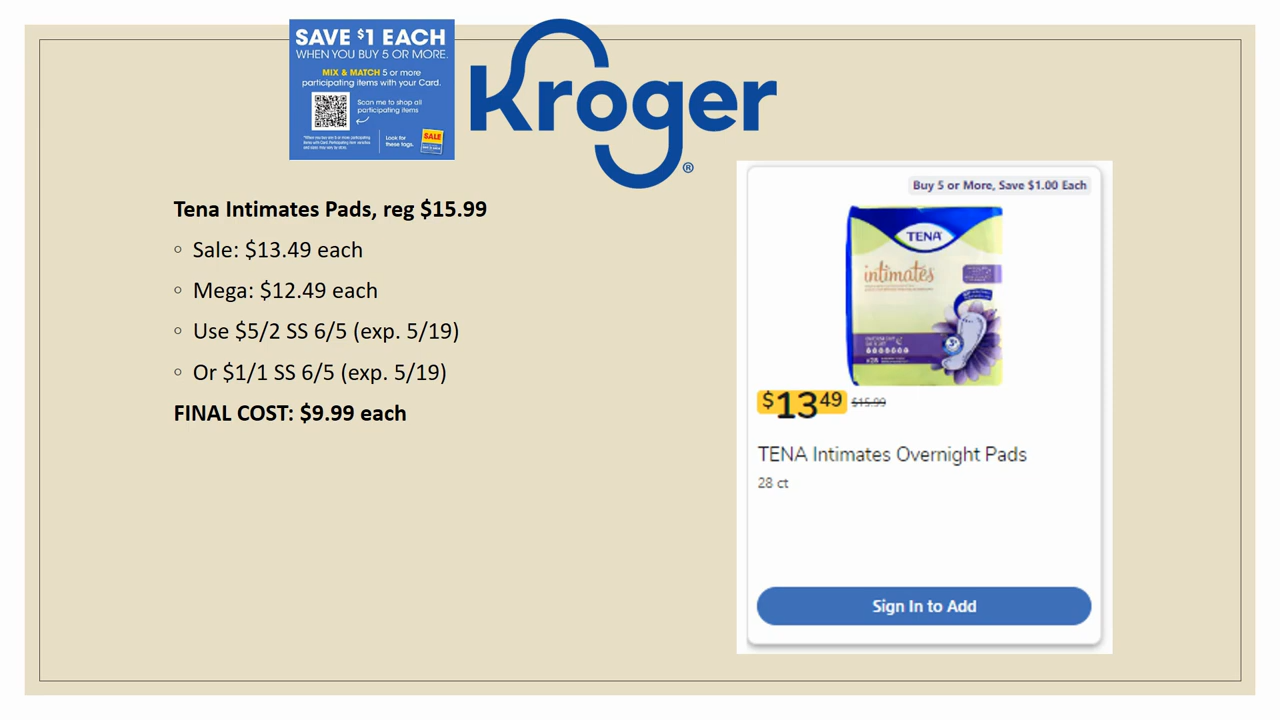 SAVE $1 EACH
WHEN YOU BUY 5 OR MORE.
MIX & MATCH 5 or more
participating items with your Card.
Scan me to shop all
participating items
Look for
these tags.
SALE
Kroger
®
Tena Intimates Pads, reg $15.99
◦ Sale: $13.49 each
◦ Mega: $12.49 each
◦ Use $5/2 SS 6/5 (exp. 5/19)
◦ Or $1/1 SS 6/5 (exp. 5/19)
FINAL COST: $9.99 each
Buy 5 or More, Save $1.00 Each
TENA
intimates
$13 49 $15.99
TENA Intimates Overnight Pads
28 ct
Sign In to Add